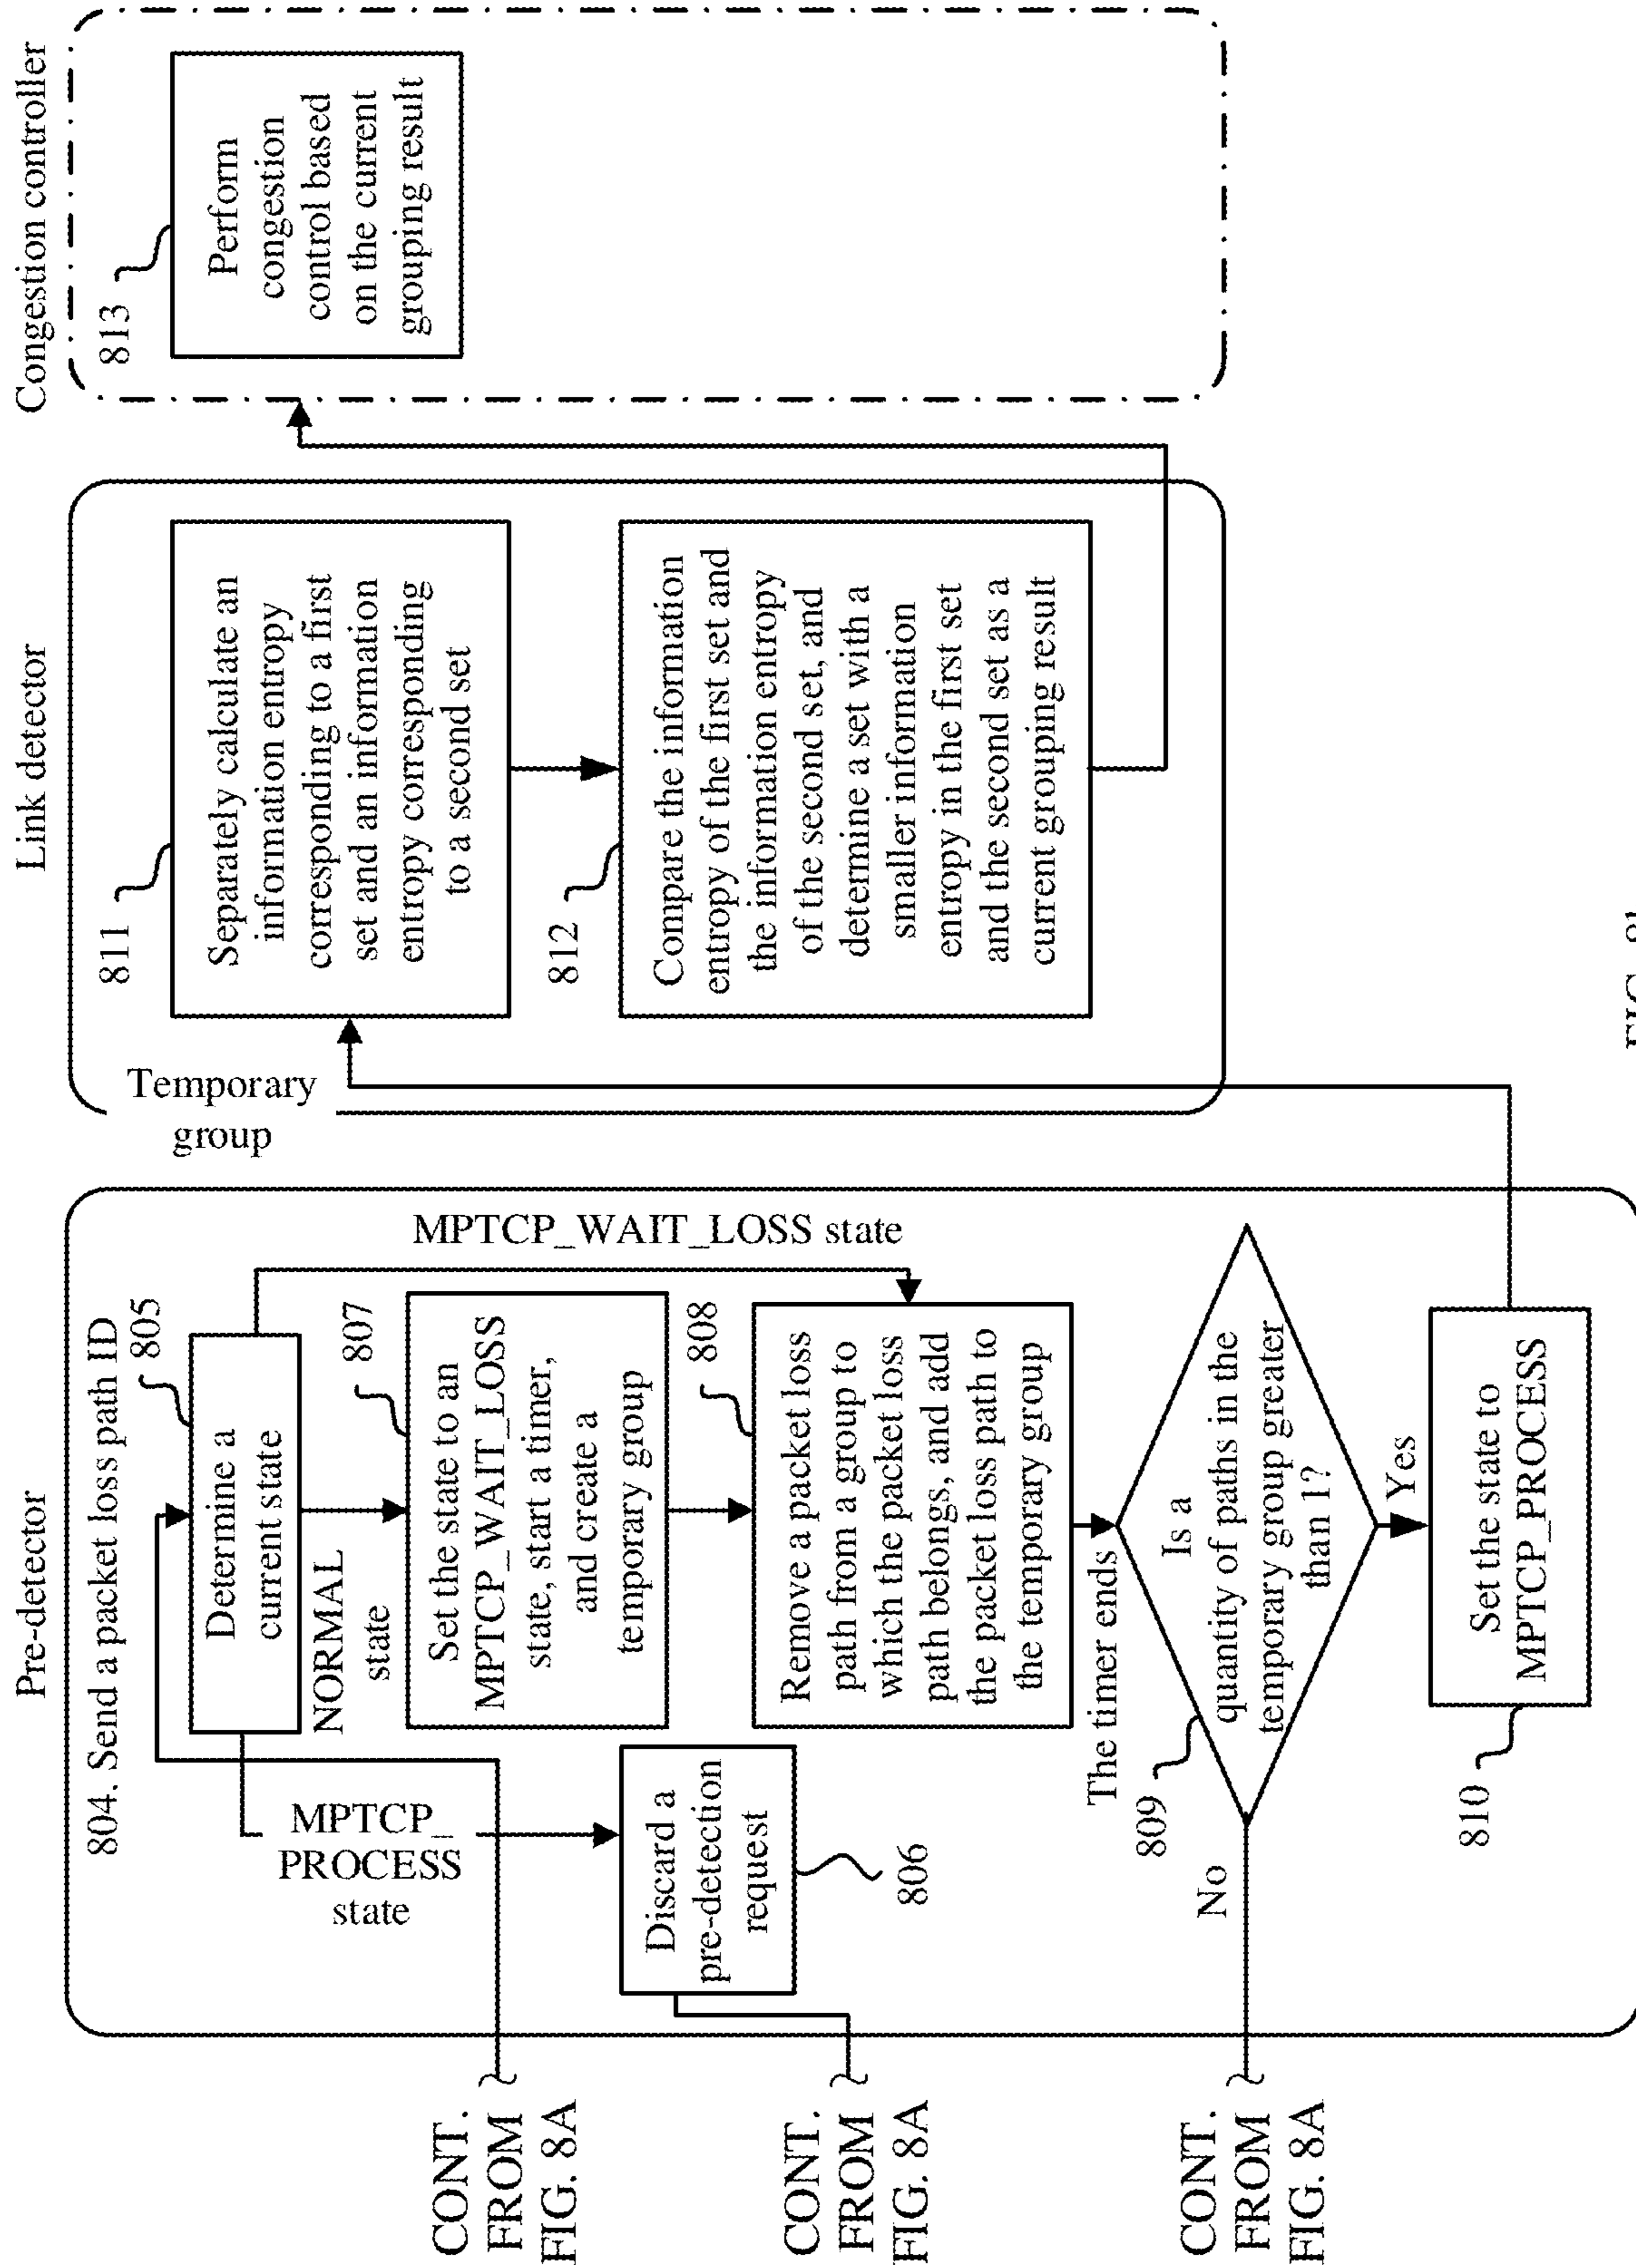 Pre-detector
804. Send a packet loss path ID
805
Determine a
current state
MPTCP_
PROCESS
state
NORMAL
state
MPTCP_WAIT_LOSS state
807
Set the state to an
MPTCP_WAIT_LOSS
state, start a timer,
and create a
temporary group
Discard a
pre-detection
request
806
808
Remove a packet loss
path from a group to
which the packet loss
path belongs, and add
the packet loss path to
the temporary group
The timer ends
809
Is a
quantity of paths in the
temporary group greater
than 1?
No
Yes
810
Set the state to
MPTCP_PROCESS
CONT.
FROM
FIG. 8A
CONT.
FROM
FIG. 8A
CONT.
FROM
FIG. 8A
Link detector
Temporary
group
811
Separately calculate an
information entropy
corresponding to a first
set and an information
entropy corresponding
to a second set
812
Compare the information
entropy of the first set and
the information entropy
of the second set, and
determine a set with a
smaller information
entropy in the first set
and the second set as a
current grouping result
Congestion controller
813
Perform
congestion
control based
on the current
grouping result